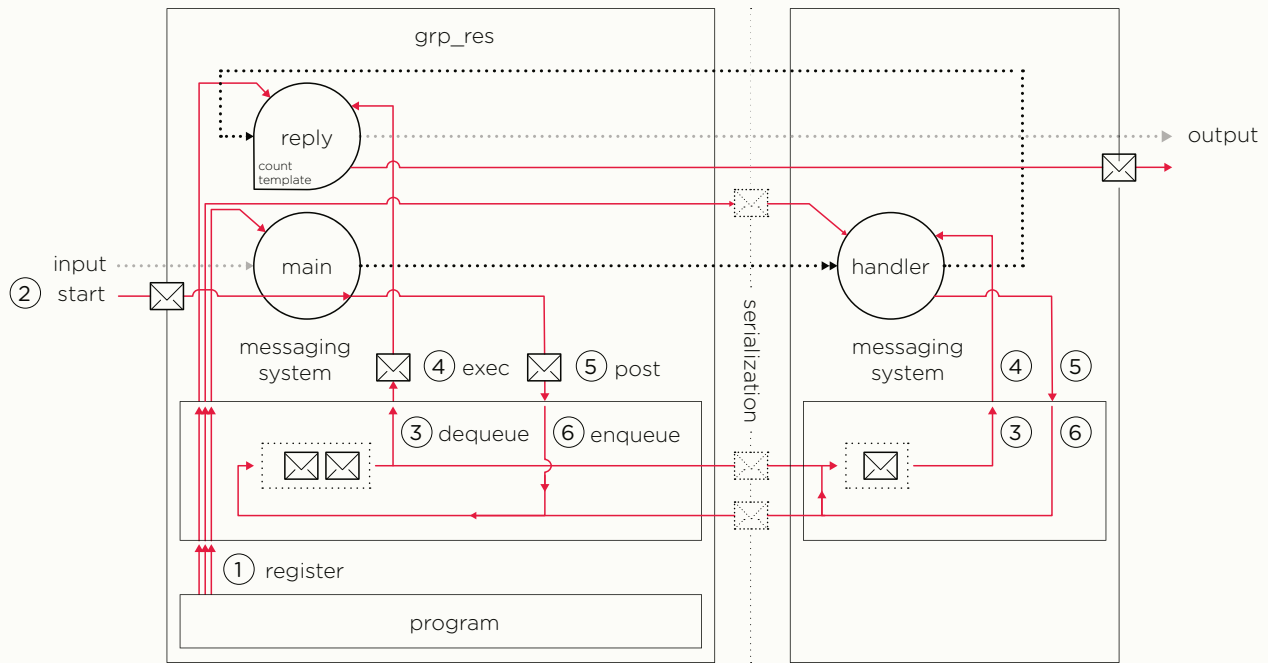 grp_res
reply
count
template
output
input
main
handler
② start
serialization
messaging
system
④ exec
⑤ post
messaging
system
④
⑤
③ dequeue
⑥ enqueue
③
⑥
① register
program